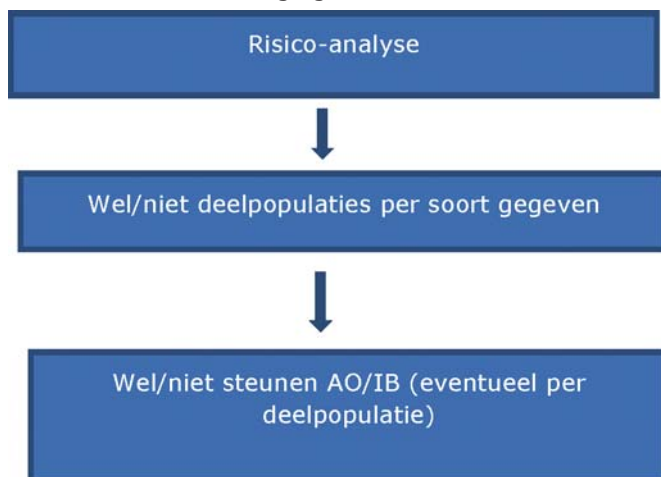 Risico-analyse
Wel/niet deelpopulaties per soort gegeven
Wel/niet steunen AO/IB (eventueel per
deelpopulatie)